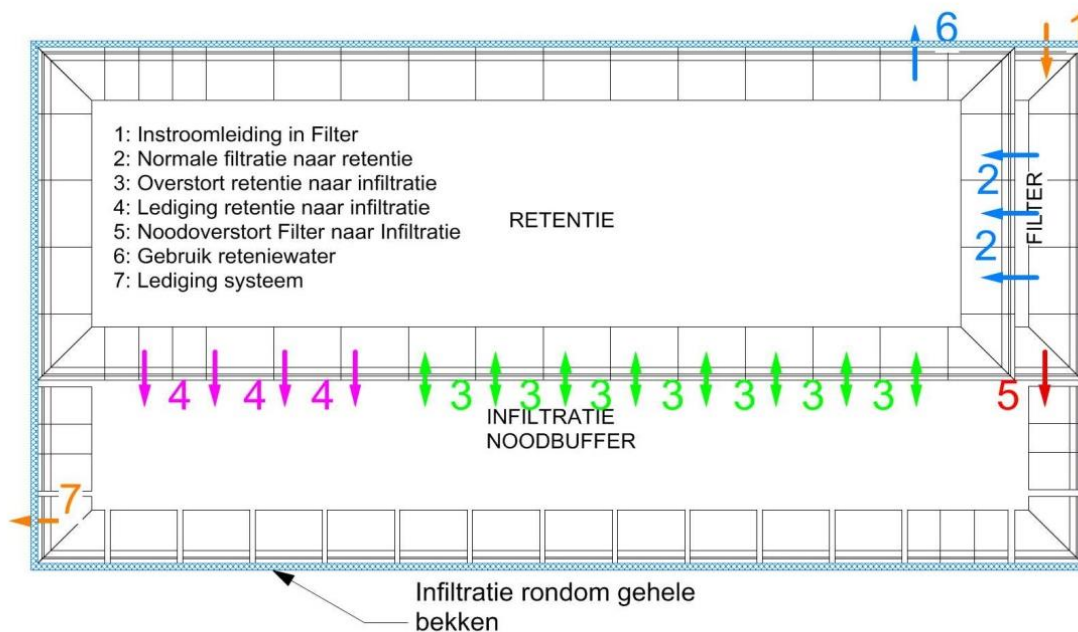 6
1
1: Instroomleiding in Filter
2: Normale filtratie naar retentie
3: Overstort retentie naar infiltratie
4: Lediging retentie naar infiltratie
5: Noodoverstort Filter naar Infiltratie
6: Gebruik reteniewater
7: Lediging systeem
RETENTIE
2
2
FILTER
4 4 4 3 3 3 3 3 3 3 5
INFILTRATIE
NOODBUFFER
7
Infiltratie rondom gehele
bekken